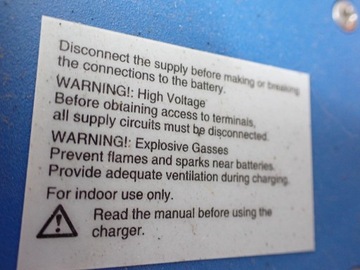 Disconnect the supply before making or breaking
the connections to the battery.
WARNING!: High Voltage
Before obtaining access to terminals,
all supply circuits must be disconnected.
WARNING!: Explosive Gasses
Prevent flames and sparks near batteries.
Provide adequate ventilation during charging.
For indoor use only.
Read the manual before using the
charger.